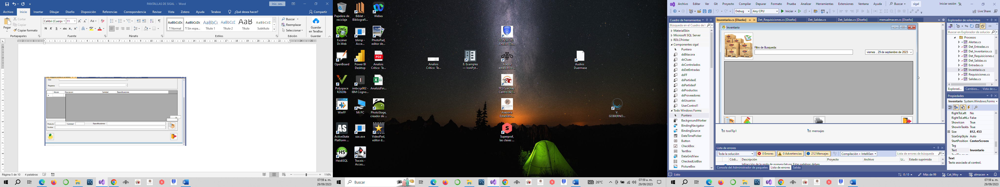 PANTALLAS DE SIGAL - Word
Inic. ses.
Archivo Inicio Insertar Dibujar Diseño Disposición Referencias Correspondencia Revisar Vista Zotero Ayuda Terabox ¿Qué desea hacer? Compartir
Pegar
Cortar
Copiar
Copiar formato
Portapapeles
Calibri (Cuerpo 11
N K S abc x₂ x²
Fuente
Párrafo
AaBbCcDc AaBbCcDc AaBbCc AaBbCcD AaB AaBbCcD
¶ Normal ¶ Sin espa... Título 1 Título 2 Título Subtítulo
Estilos
Buscar
Reemplazar
Seleccionar
Edición
Guardar en TeraBox
Guardar
Programa:
Articulo Descripcion Cantidad Especificaciones
Producto: Cantidad: Especificaciones:
Nombre:
Página 5 de 10 4 palabras
116%
07:59 a. m.
29/09/2023
Papelera de reciclaje
Biblat - Bibliografí...
Webex
Escáner Dr.Web
blimp - Acce...
PhotoPad, editor de...
OpenBoard
Power BI Desktop
Analisis Critico Te...
Polyspace R2020b
imbccp002 - IBM Cogno...
AnalizizFin...
WinFF
Mi PC
PhotoStage, creador de ...
ActiveState Platform ...
sox.exe
VideoPad, editor d...
HeidiSQL
Traceis - Acces...
CONTACTO - Analisis Da...
Analisis Critico Te...
8. Examples — IronPyt...
Asesor estadístico ...
Audios Duermase
TESISyachay Centro de I...
Asesoria Estadistic...
V. GOBIERNO...
Superprof, las clases ...
Buscar
26°C
07:59 a. m.
29/09/2023
Archivo Editar Ver Git Proyecto Compilar Depurar Formato Prueba Analizar Herramientas Extensiones Ventana Ayuda Buscar sigal
Iniciar sesión
Debug Any CPU Iniciar
Live Share
Cuadro de herramientas
Búsqueda en el Cuadro de
MaterialSkin
Microsoft SQL Server
RDLCPrinter
Componentes sigal
Puntero
dsBitacora
dsClues
dsControlados
dsDetEntradas
dsFF
dsPartidasE
dsPartidasF
dsProductos
dsProveedores
dsUsuarios
UserControl1
Todo Windows Forms
Puntero
BackgroundWorker
BindingNavigator
BindingSource
DateTimePicker
Button
CheckBox
TextBox
DataGridView
CheckedListBox
PictureBox
Inventario.cs [Diseño] Det_Requisiciones.cs [Diseño] Det_Salidas.cs Det_Salidas.cs [Diseño] menualmacen.cs [Diseño]
Inventario
Filtro de Busqueda:
viernes , 29 de septiembre de 2023
toolTip1
mensajes
Lista de errores
Toda la solución
0 Errores
0 Advertencias
212 Mensajes
Compilación + IntelliSen
Lista de errores de búsqueda
Códi... Descripción Proyecto Archivo Lí... Estado suprimido
Infracción de la regla de nomenclatura: Estas palabras deben
Consola del Administrador de paquetes Lista de errores Salida
Explorador de soluciones
Buscar en Explorador de solucion
Procesos
Alertas.cs
Det_Entradas.cs
Det_Inventarios.cs
Det_Requisiciones.c
Det_Salidas.cs
Entradas.cs
Inventario.cs
Requisiciones.cs
Salidas.cs
Explorad... Cambios... Vista de c...
Propiedades
Inventario System.Windows.Forms
RightToLeft No
RightToLeftLa False
ShowIcon True
ShowInTaskba True
Size 812, 453
SizeGripStyle Auto
StartPosition CenterScreen
Tag
Text Inventario
Text
Texto asociado al control.
Listo
0 / 0 Más de 99 Cat_Moy almacen
07:59 a. m.
29/09/2023